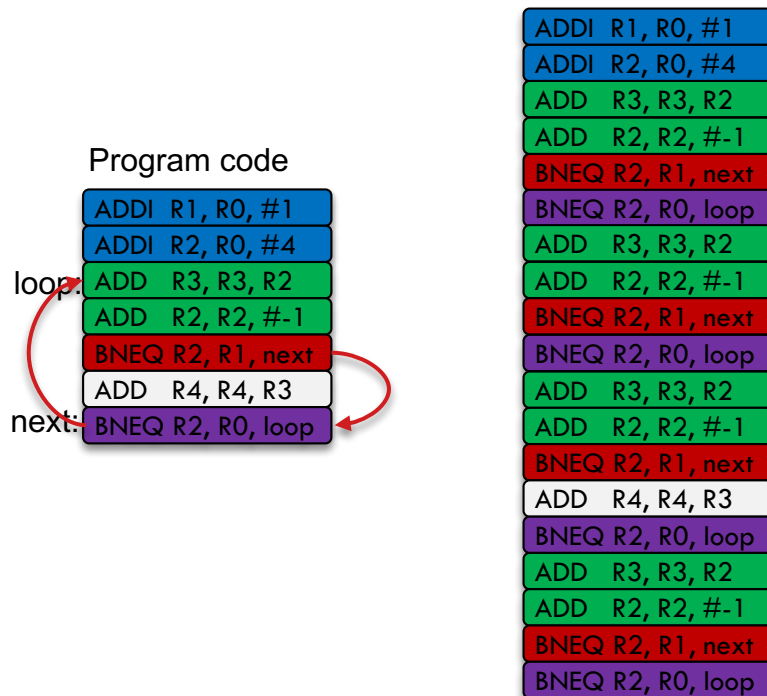 Program code
ADDI R1, R0, #1
ADDI R2, R0, #4
loop: ADD R3, R3, R2
ADD R2, R2, #-1
BNEQ R2, R1, next
ADD R4, R4, R3
next: BNEQ R2, R0, loop
ADDI R1, R0, #1
ADDI R2, R0, #4
ADD R3, R3, R2
ADD R2, R2, #-1
BNEQ R2, R1, next
BNEQ R2, R0, loop
ADD R3, R3, R2
ADD R2, R2, #-1
BNEQ R2, R1, next
BNEQ R2, R0, loop
ADD R3, R3, R2
ADD R2, R2, #-1
BNEQ R2, R1, next
ADD R4, R4, R3
BNEQ R2, R0, loop
ADD R3, R3, R2
ADD R2, R2, #-1
BNEQ R2, R1, next
BNEQ R2, R0, loop